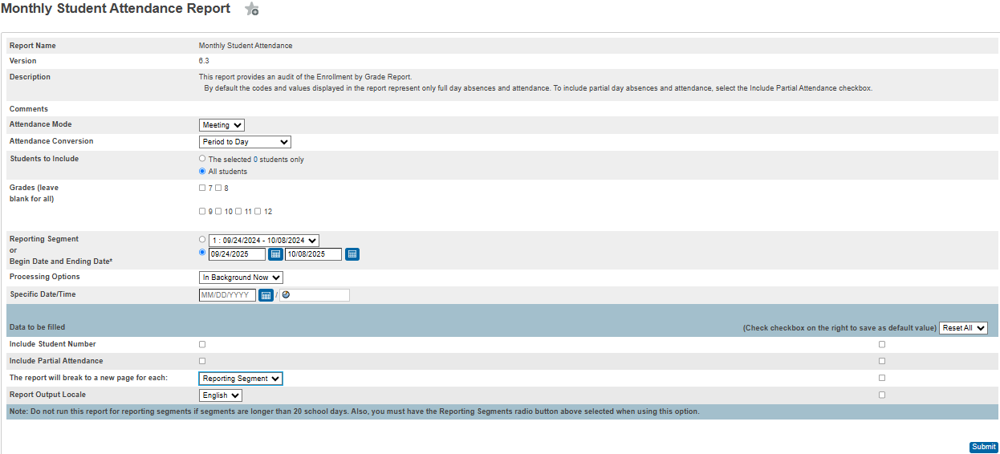 Monthly Student Attendance Report
Report Name Monthly Student Attendance
Version 6.3
Description This report provides an audit of the Enrollment by Grade Report.
By default the codes and values displayed in the report represent only full day absences and attendance. To include partial day absences and attendance, select the Include Partial Attendance checkbox.
Comments
Attendance Mode Meeting
Attendance Conversion Period to Day
Students to Include The selected 0 students only
All students
Grades (leave 7 8
blank for all)
9 10 11 12
Reporting Segment 1 : 09/24/2024 - 10/08/2024
or
09/24/2025 10/08/2025
Begin Date and Ending Date*
Processing Options In Background Now
Specific Date/Time MM/DD/YYYY /
Data to be filled (Check checkbox on the right to save as default value) Reset All
Include Student Number
Include Partial Attendance
The report will break to a new page for each: Reporting Segment
Report Output Locale English
Note: Do not run this report for reporting segments if segments are longer than 20 school days. Also, you must have the Reporting Segments radio button above selected when using this option.
Submit